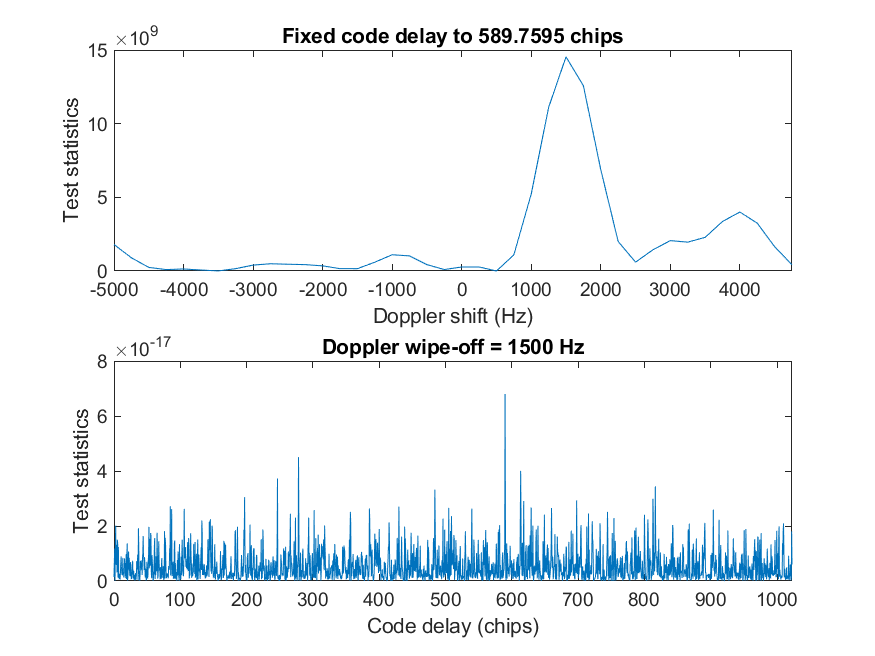 ×10^9
Fixed code delay to 589.7595 chips
15
10
5
0
Test statistics
-5000 -4000 -3000 -2000 -1000 0 1000 2000 3000 4000
Doppler shift (Hz)
×10^-17
Doppler wipe-off = 1500 Hz
8
6
4
2
0
Test statistics
0 100 200 300 400 500 600 700 800 900 1000
Code delay (chips)